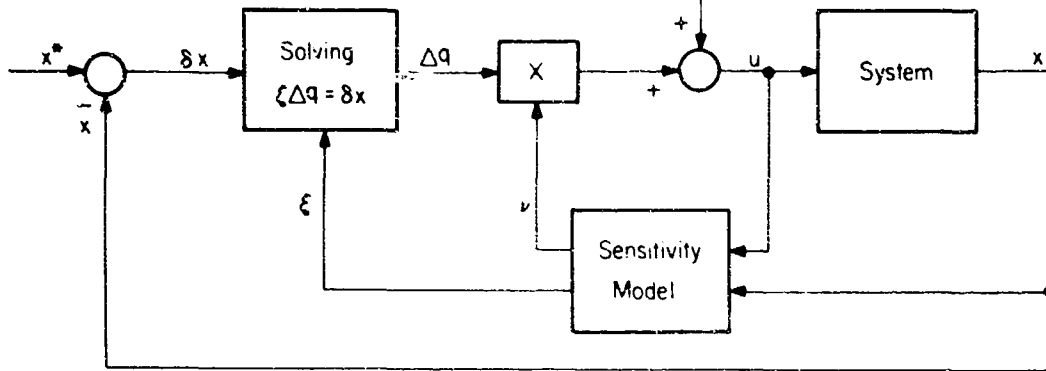 x*
δx
Solving
ξΔq = δx
Δq
X
+
+
u
System
x
-
x
ξ
ν
Sensitivity
Model